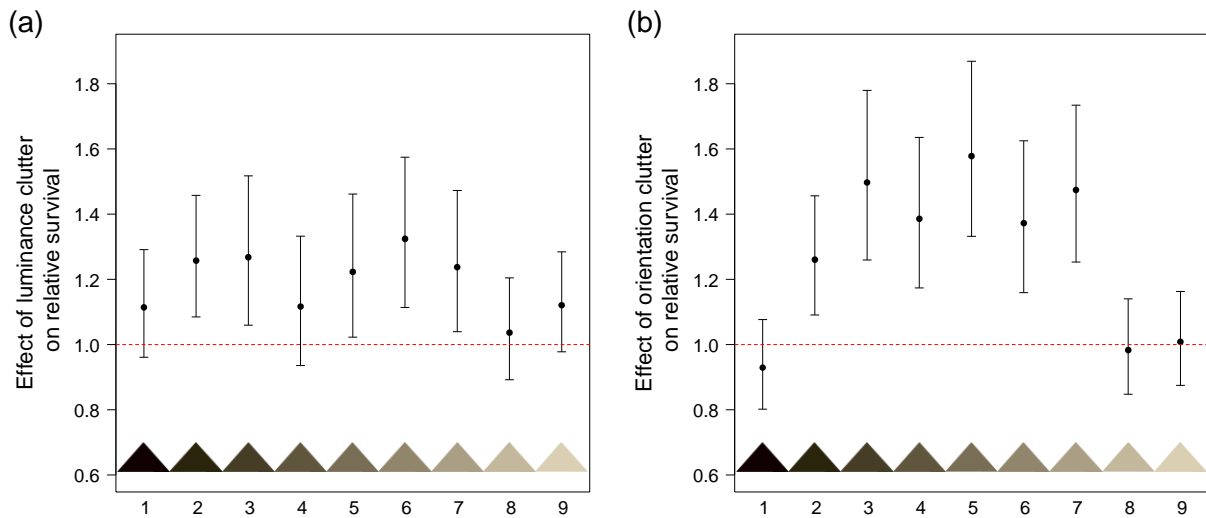 (a)
Effect of luminance clutter
on relative survival
1.8
1.6
1.4
1.2
1.0
0.8
0.6
1 2 3 4 5 6 7 8 9
(b)
Effect of orientation clutter
on relative survival
1.8
1.6
1.4
1.2
1.0
0.8
0.6
1 2 3 4 5 6 7 8 9